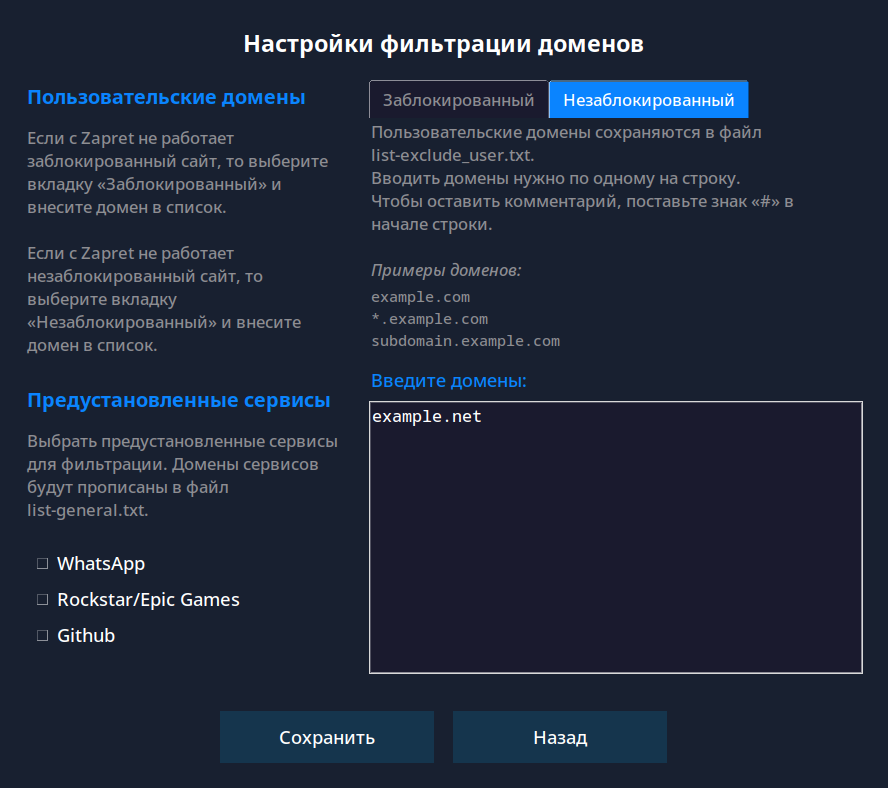 Настройки фильтрации доменов
Пользовательские домены
Если с Zapret не работает
заблокированный сайт, то выберите
вкладку «Заблокированный» и
внесите домен в список.
Если с Zapret не работает
незаблокированный сайт, то
выберите вкладку
«Незаблокированный» и внесите
домен в список.
Предустановленные сервисы
Выбрать предустановленные сервисы
для фильтрации. Домены сервисов
будут прописаны в файл
list-general.txt.
WhatsApp
Rockstar/Epic Games
Github
Заблокированный
Незаблокированный
Пользовательские домены сохраняются в файл
list-exclude_user.txt.
Вводить домены нужно по одному на строку.
Чтобы оставить комментарий, поставьте знак «#» в
начале строки.
Примеры доменов:
example.com
*.example.com
subdomain.example.com
Введите домены:
example.net
Сохранить
Назад